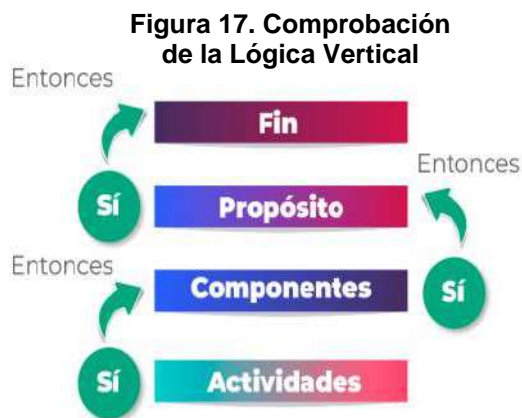 Figura 17. Comprobación
de la Lógica Vertical
Entonces
Fin
Entonces
Sí
Propósito
Entonces
Componentes
Sí
Sí
Actividades